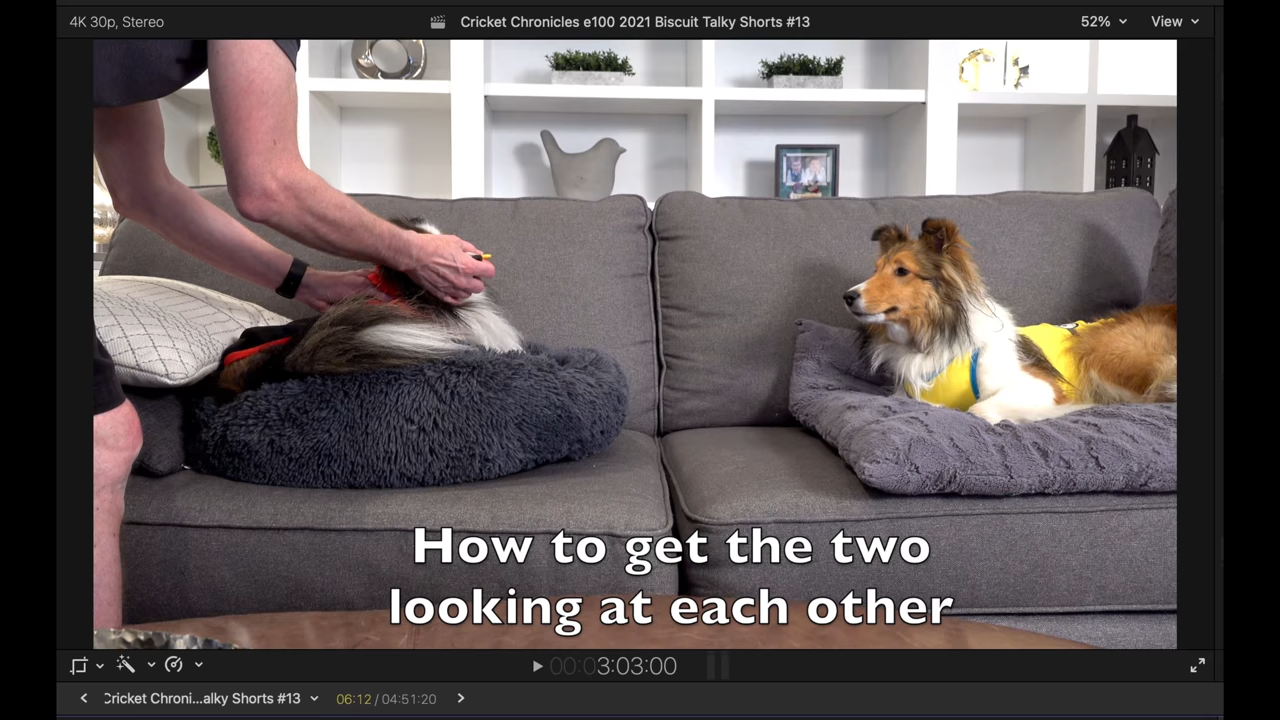 4K 30p, Stereo
Cricket Chronicles e100 2021 Biscuit Talky Shorts #13
52%
View
How to get the two
looking at each other
00:03:03:00
Cricket Chroni...alky Shorts #13
06:12 / 04:51:20